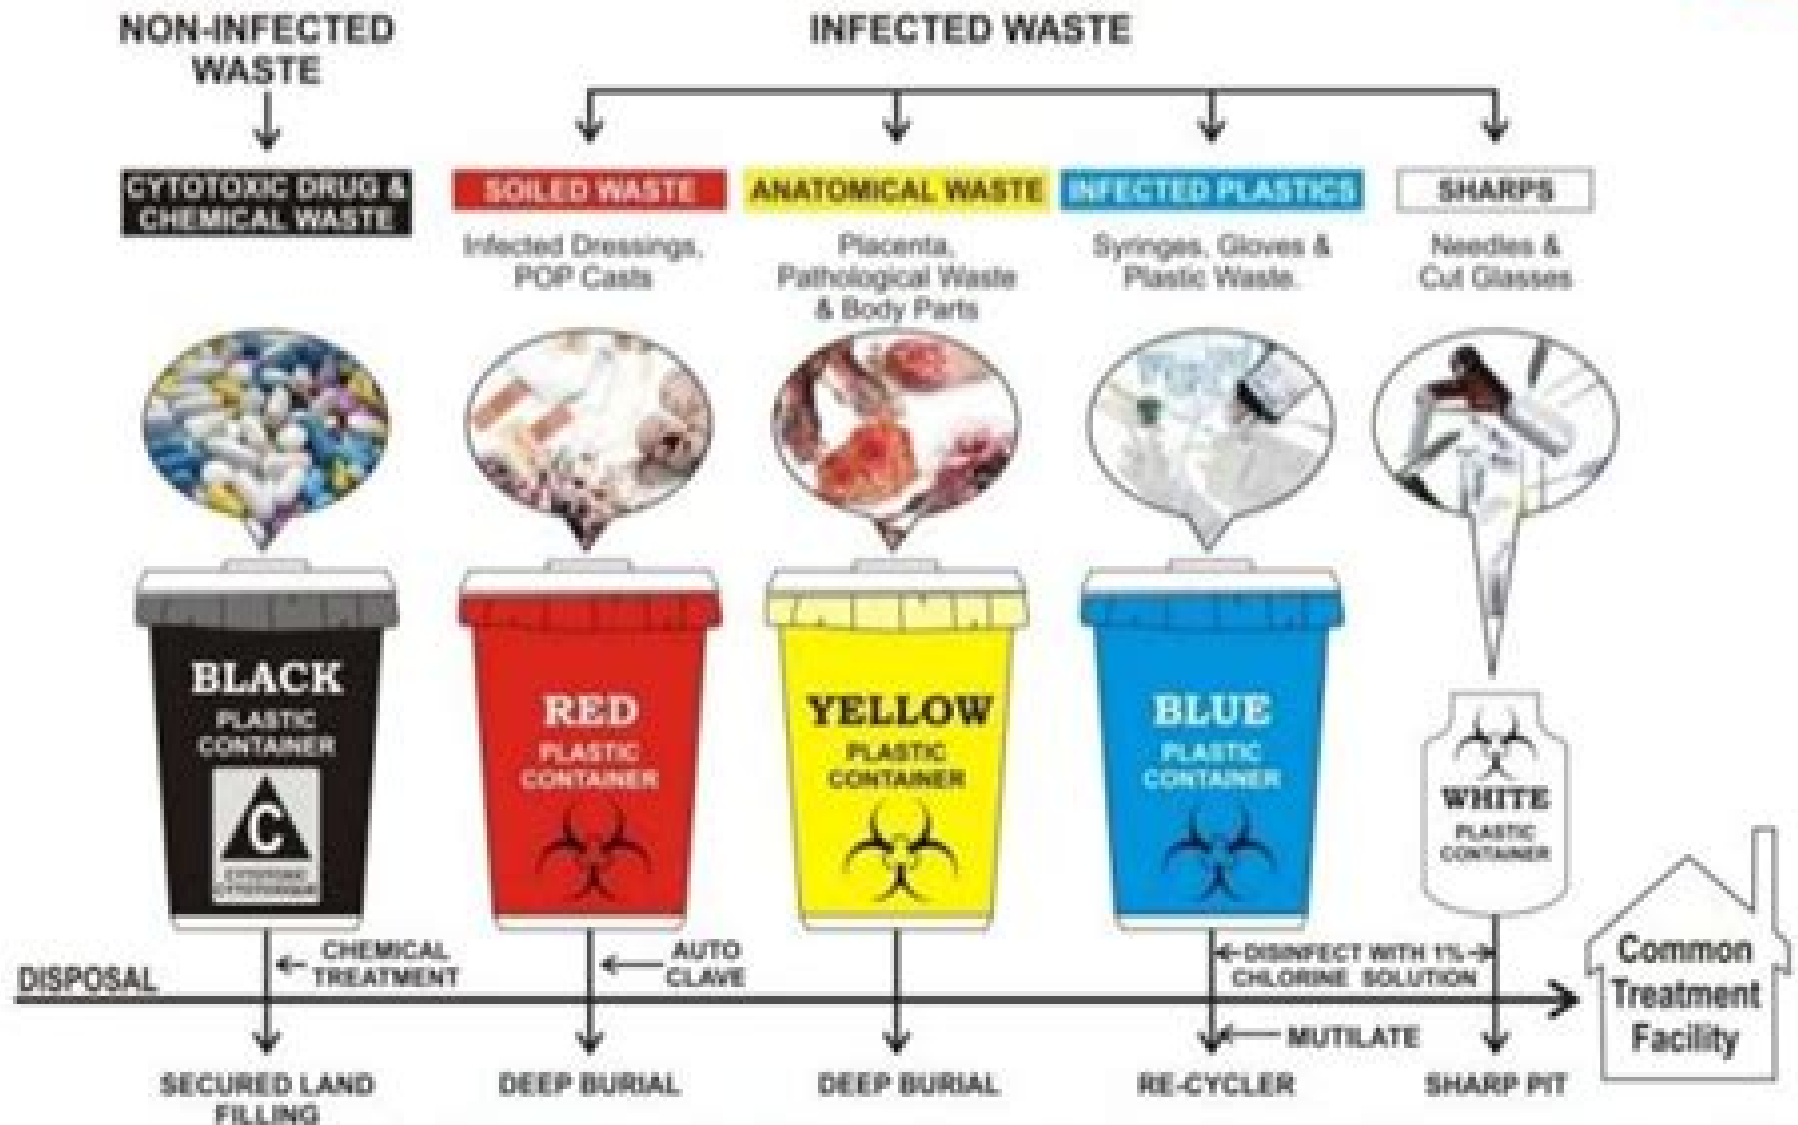 NON-INFECTED
WASTE
INFECTED WASTE
CYTOTOXIC DRUG &
CHEMICAL WASTE
SOILED WASTE
Infected Dressings,
POP Casts
ANATOMICAL WASTE
Placenta,
Pathological Waste
& Body Parts
INFECTED PLASTICS
Syringes, Gloves &
Plastic Waste.
SHARPS
Needles &
Cut Glasses
BLACK
PLASTIC
CONTAINER
C
CYTOTOXIC
CYTOTOXIQUE
RED
PLASTIC
CONTAINER
YELLOW
PLASTIC
CONTAINER
BLUE
PLASTIC
CONTAINER
WHITE
PLASTIC
CONTAINER
DISPOSAL
CHEMICAL
TREATMENT
AUTO
CLAVE
DISINFECT WITH 1%
CHLORINE SOLUTION
MUTILATE
SECURED LAND
FILLING
DEEP BURIAL
DEEP BURIAL
RE-CYCLER
SHARP PIT
Common
Treatment
Facility